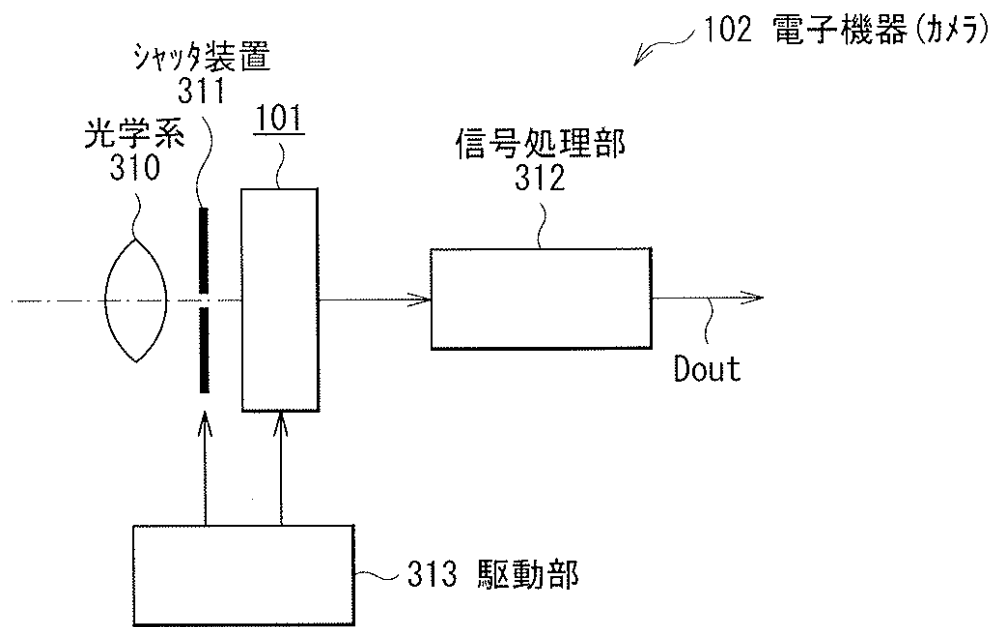 102 電子機器(カメラ)
シャッタ装置
311
光学系
310
101
信号処理部
312
Dout
313 駆動部